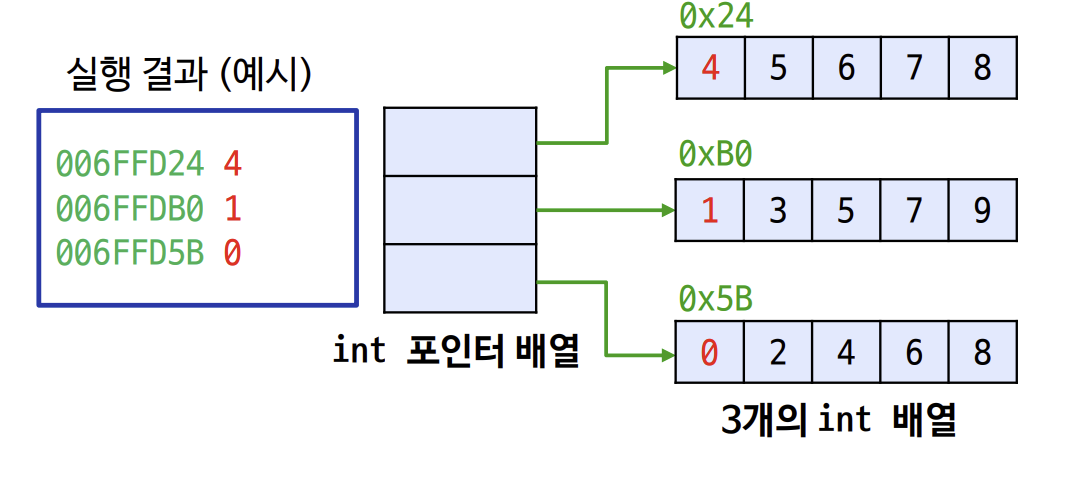 실행 결과 (예시)
006FFD24 4
006FFDB0 1
006FFD5B 0
int 포인터 배열
0x24
4 5 6 7 8
0xB0
1 3 5 7 9
0x5B
0 2 4 6 8
3개의 int 배열